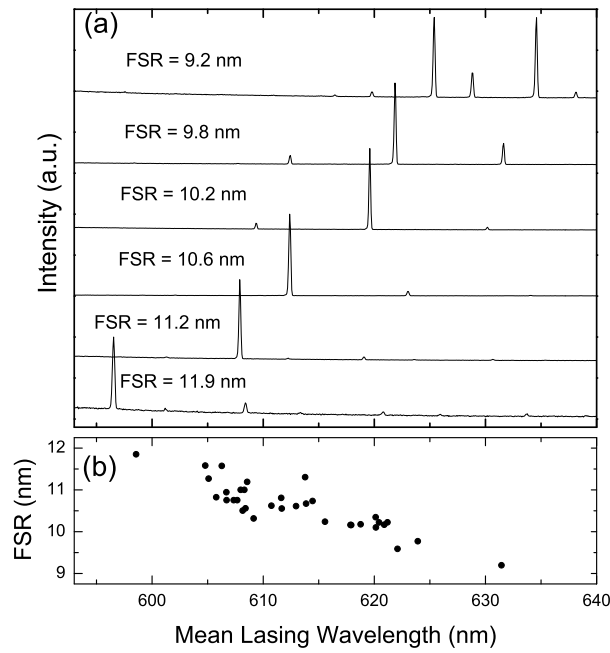 (a)
FSR = 9.2 nm
FSR = 9.8 nm
FSR = 10.2 nm
FSR = 10.6 nm
FSR = 11.2 nm
FSR = 11.9 nm
Intensity (a.u.)
(b)
12
11
10
9
FSR (nm)
600 610 620 630 640
Mean Lasing Wavelength (nm)